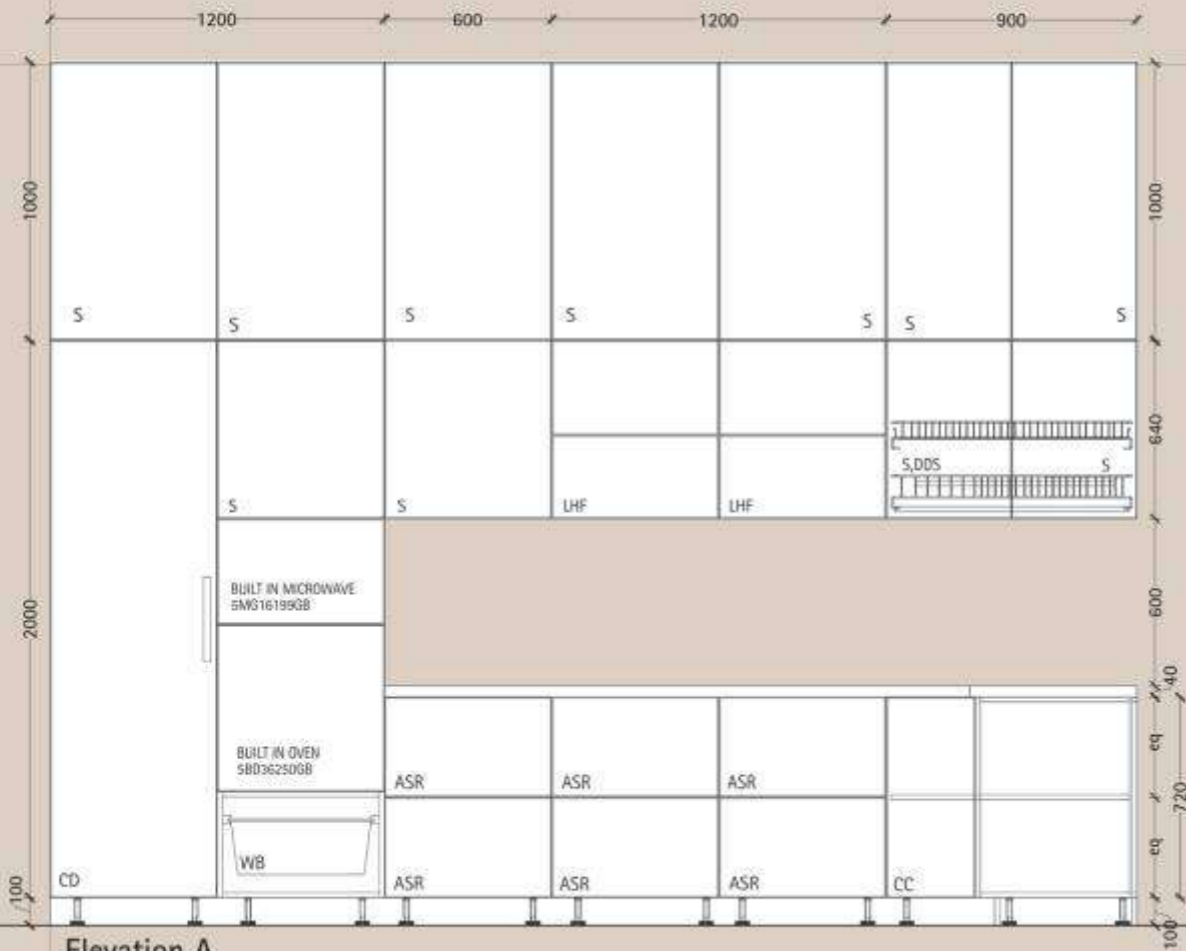 1200 600 1200 900
1000
1000
S S S S S S S
640
S,DDS S
S S LHF LHF
BUILT IN MICROWAVE
SMG16199GB
600
2000
40
BUILT IN OVEN
SBD36250GB
eq
ASR ASR ASR
720
eq
WB
CD ASR ASR ASR CC
100
100
Elevation A